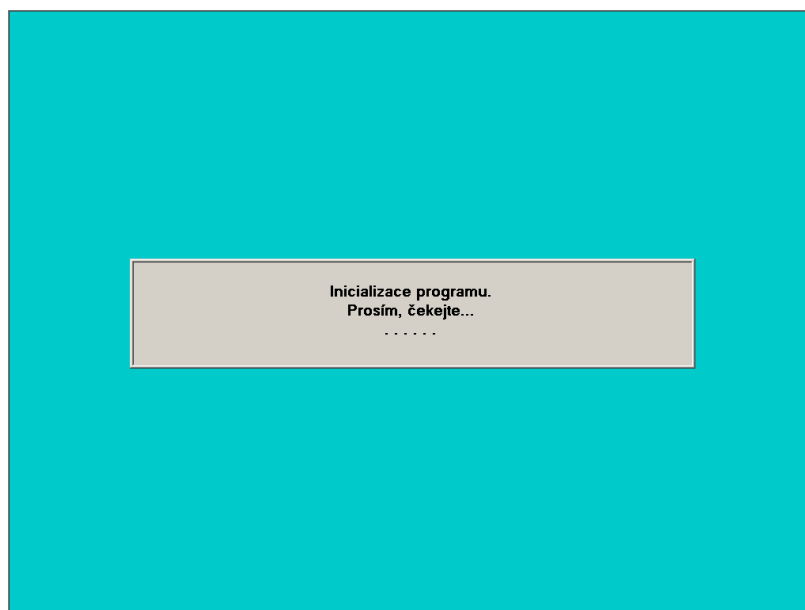 Inicializace programu.
Prosím, čekejte...
. . . . . .